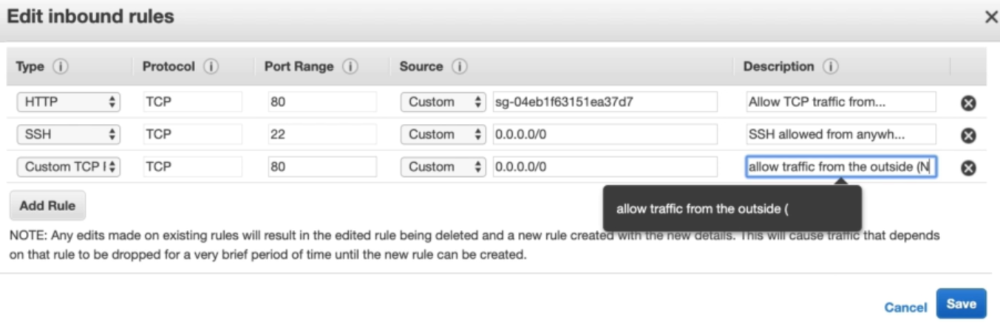 Edit inbound rules
Type Protocol Port Range Source Description
HTTP TCP 80 Custom sg-04eb1f63151ea37d7 Allow TCP traffic from...
SSH TCP 22 Custom 0.0.0.0/0 SSH allowed from anywh...
Custom TCP TCP 80 Custom 0.0.0.0/0 allow traffic from the outside (N
Add Rule
allow traffic from the outside (
NOTE: Any edits made on existing rules will result in the edited rule being deleted and a new rule created with the new details. This will cause traffic that depends
on that rule to be dropped for a very brief period of time until the new rule can be created.
Cancel Save